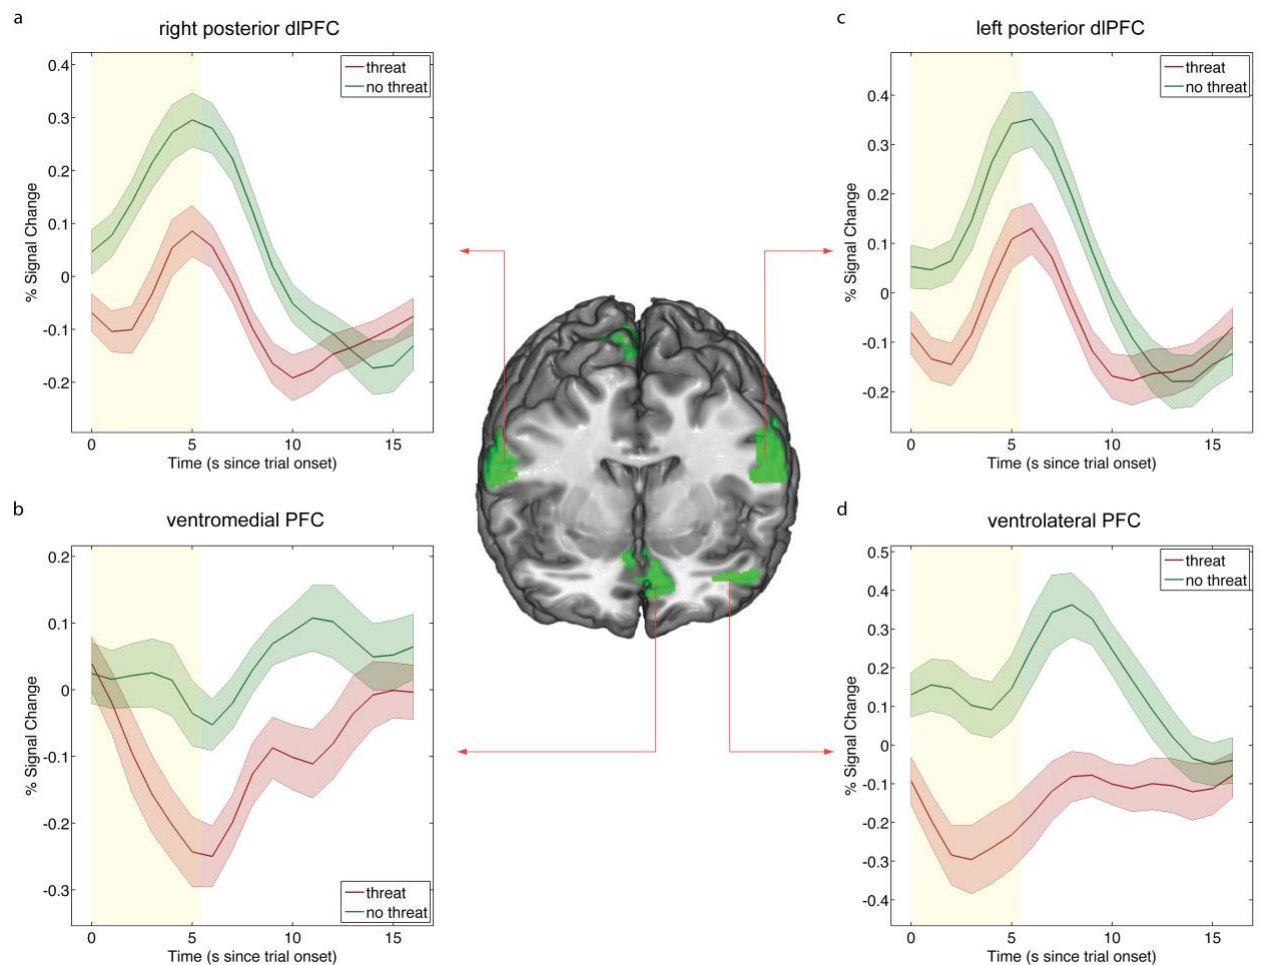 a
right posterior dlPFC
% Signal Change
0.4
0.3
0.2
0.1
0
-0.1
-0.2
threat
no threat
0 5 10 15
Time (s since trial onset)
b
ventromedial PFC
% Signal Change
0.2
0.1
0
-0.1
-0.2
-0.3
threat
no threat
0 5 10 15
Time (s since trial onset)
c
left posterior dlPFC
% Signal Change
0.4
0.3
0.2
0.1
0
-0.1
-0.2
threat
no threat
0 5 10 15
Time (s since trial onset)
d
ventrolateral PFC
% Signal Change
0.5
0.4
0.3
0.2
0.1
0
-0.1
-0.2
-0.3
-0.4
threat
no threat
0 5 10 15
Time (s since trial onset)